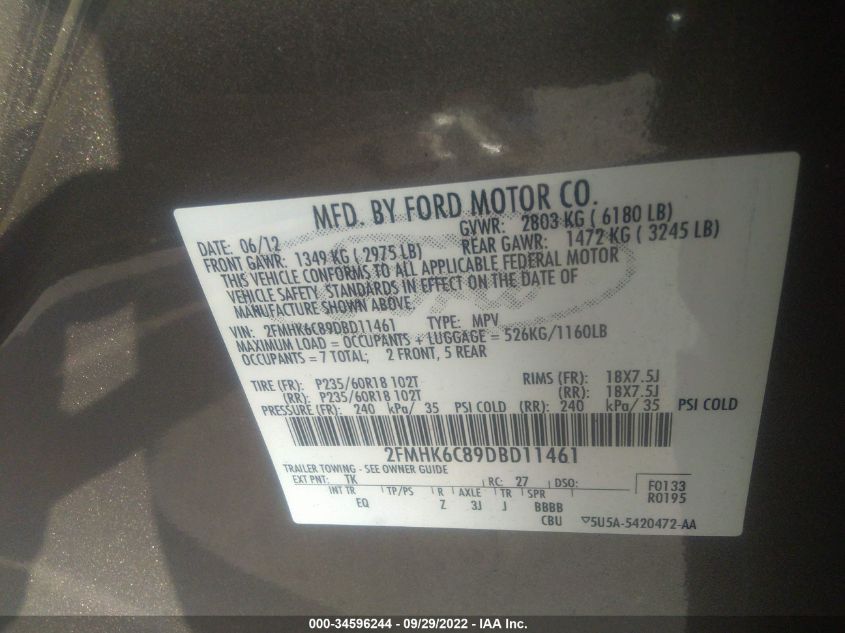 MFD. BY FORD MOTOR CO.
DATE: 06/12 GVWR: 2803 KG ( 6180 LB)
FRONT GAWR: 1349 KG ( 2975 LB) REAR GAWR: 1472 KG ( 3245 LB)
THIS VEHICLE CONFORMS TO ALL APPLICABLE FEDERAL MOTOR
VEHICLE SAFETY STANDARDS IN EFFECT ON THE DATE OF
MANUFACTURE SHOWN ABOVE.
VIN: 2FMHK6C89DBD11461 TYPE: MPV
MAXIMUM LOAD = OCCUPANTS + LUGGAGE = 526KG/1160LB
OCCUPANTS = 7 TOTAL; 2 FRONT, 5 REAR
TIRE (FR): P235/60R18 102T RIMS (FR): 18X7.5J
(RR): P235/60R18 102T (RR): 18X7.5J
PRESSURE (FR): 240 kPa/ 35 PSI COLD (RR): 240 kPa/ 35 PSI COLD
2FMHK6C89DBD11461
TRAILER TOWING - SEE OWNER GUIDE
EXT PNT: TK RC: 27 DSO: F0133
INT TR TP/PS R AXLE TR SPR R0195
EQ Z 3J J BBBB
CBU 5U5A-5420472-AA
000-34596244 - 09/29/2022 - IAA Inc.